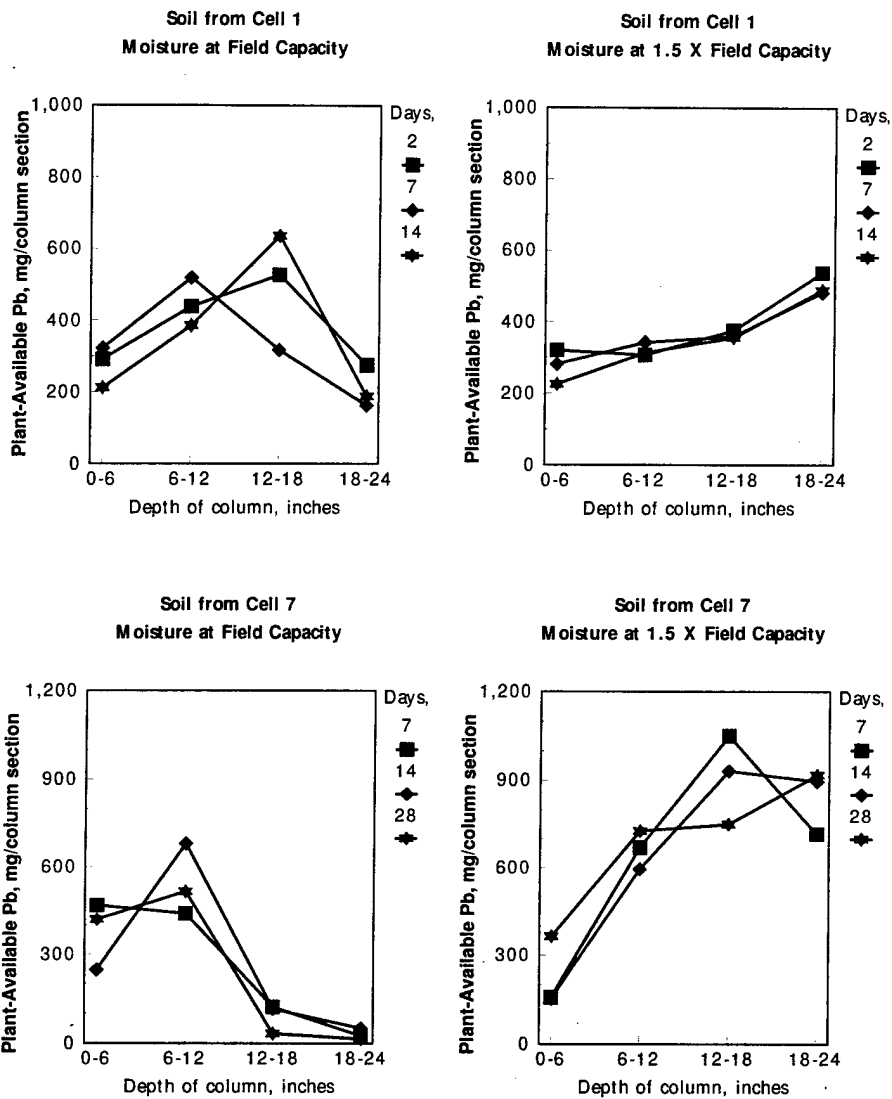 Soil from Cell 1
Moisture at Field Capacity
Plant-Available Pb, mg/column section
1,000
800
600
400
200
0
0-6 6-12 12-18 18-24
Depth of column, inches
Days,
2
7
14
Soil from Cell 1
Moisture at 1.5 X Field Capacity
Plant-Available Pb, mg/column section
1,000
800
600
400
200
0
0-6 6-12 12-18 18-24
Depth of column, inches
Days,
2
7
14
Soil from Cell 7
Moisture at Field Capacity
Plant-Available Pb, mg/column section
1,200
900
600
300
0
0-6 6-12 12-18 18-24
Depth of column, inches
Days,
7
14
28
Soil from Cell 7
Moisture at 1.5 X Field Capacity
Plant-Available Pb, mg/column section
1,200
900
600
300
0
0-6 6-12 12-18 18-24
Depth of column, inches
Days,
7
14
28